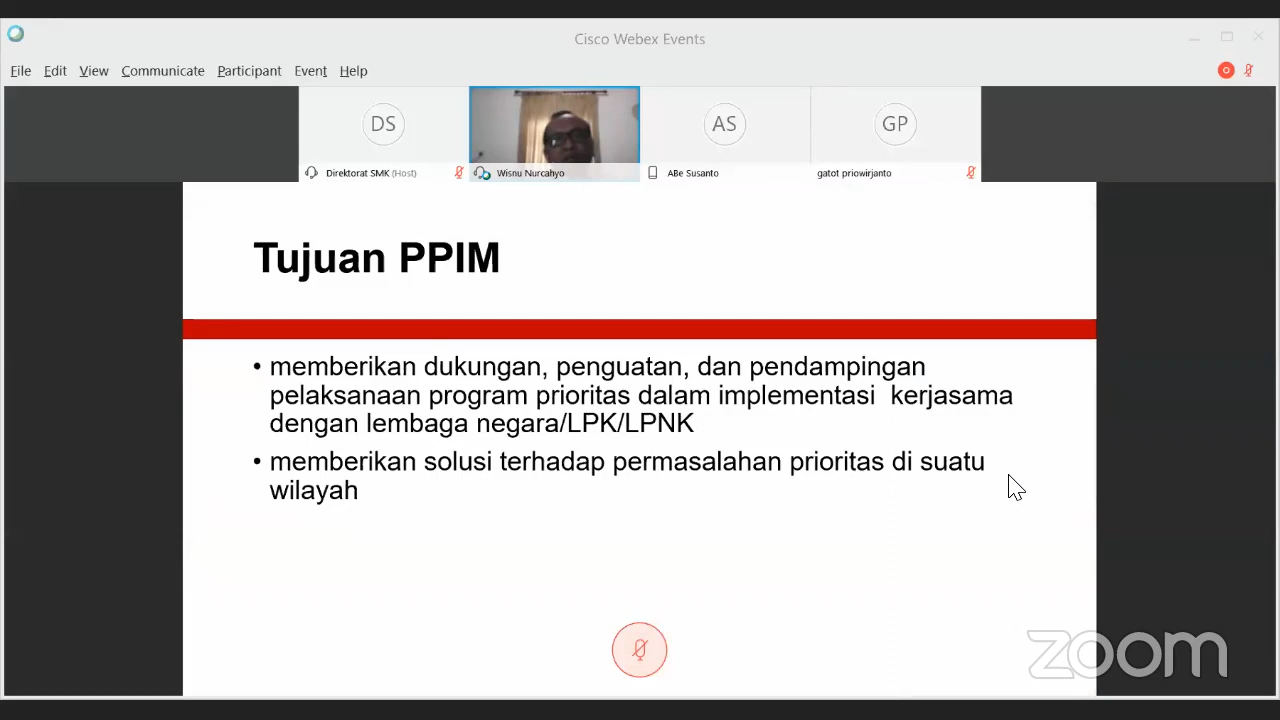 Cisco Webex Events
File Edit View Communicate Participant Event Help
DS
AS
GP
Direktorat SMK (Host)
Wisnu Nurcahyo
ABe Susanto
gatot priowirjanto
Tujuan PPIM
• memberikan dukungan, penguatan, dan pendampingan
pelaksanaan program prioritas dalam implementasi kerjasama
dengan lembaga negara/LPK/LPNK
• memberikan solusi terhadap permasalahan prioritas di suatu
wilayah
zoom